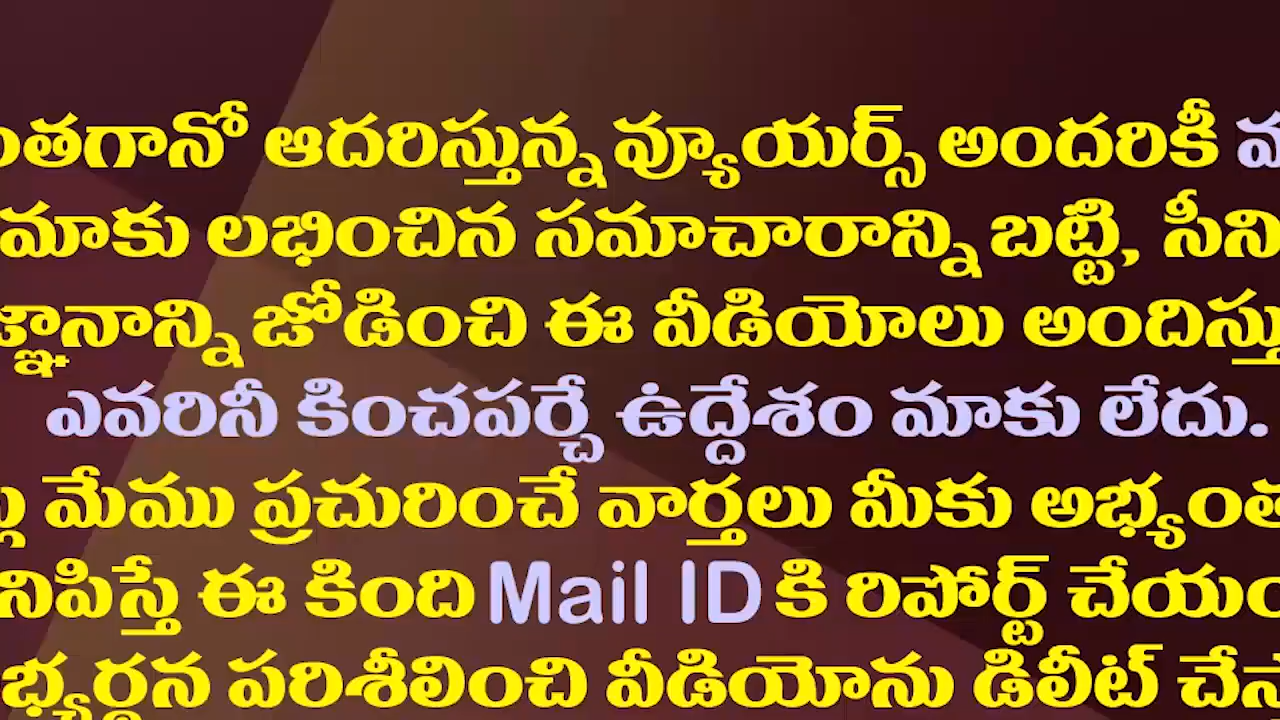 ఆదరిస్తున్న వ్యూయర్స్ అందరికీ
మాకు లభించిన సమాచారాన్ని బట్టి,
జోడించి ఈ వీడియోలు
ఎవరినీ కించపర్చే ఉద్దేశం మాకు లేదు.
మేము ప్రచురించే వార్తలు మీకు
ఈ కింది Mail ID కి రిపోర్ట్
పరిశీలించి వీడియోను డిలీట్